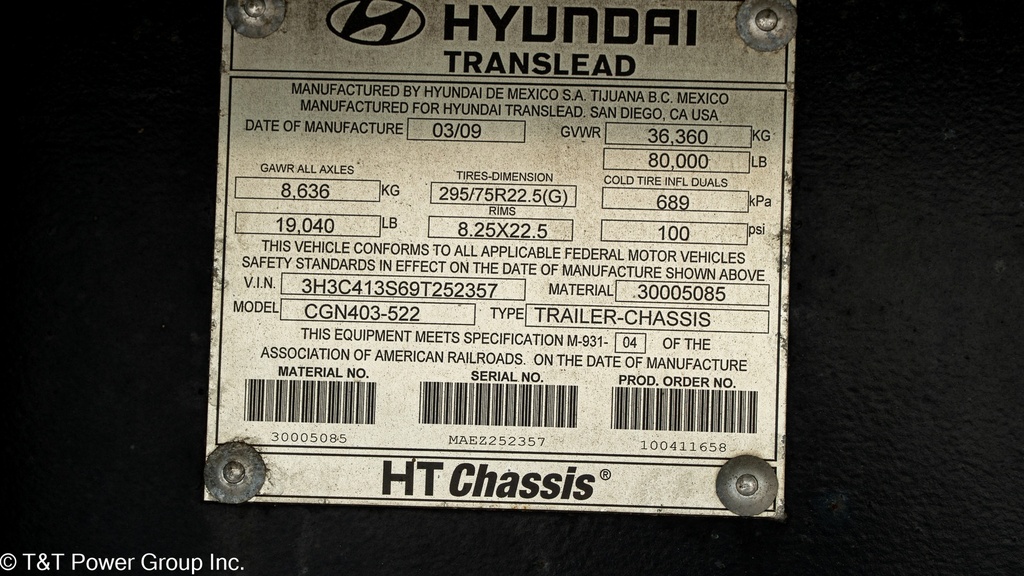 HYUNDAI
TRANSLEAD
MANUFACTURED BY HYUNDAI DE MEXICO S.A. TIJUANA B.C. MEXICO
MANUFACTURED FOR HYUNDAI TRANSLEAD. SAN DIEGO, CA USA
DATE OF MANUFACTURE 03/09 GVWR 36,360 KG
80,000 LB
GAWR ALL AXLES TIRES-DIMENSION COLD TIRE INFL DUALS
8,636 KG 295/75R22.5(G) 689 kPa
RIMS
19,040 LB 8.25X22.5 100 psi
THIS VEHICLE CONFORMS TO ALL APPLICABLE FEDERAL MOTOR VEHICLES
SAFETY STANDARDS IN EFFECT ON THE DATE OF MANUFACTURE SHOWN ABOVE
V.I.N. 3H3C413S69T252357 MATERIAL 30005085
MODEL CGN403-522 TYPE TRAILER-CHASSIS
THIS EQUIPMENT MEETS SPECIFICATION M-931- 04 OF THE
ASSOCIATION OF AMERICAN RAILROADS. ON THE DATE OF MANUFACTURE
MATERIAL NO. SERIAL NO. PROD. ORDER NO.
30005085 MAEZ252357 100411658
HT Chassis®
© T&T Power Group Inc.